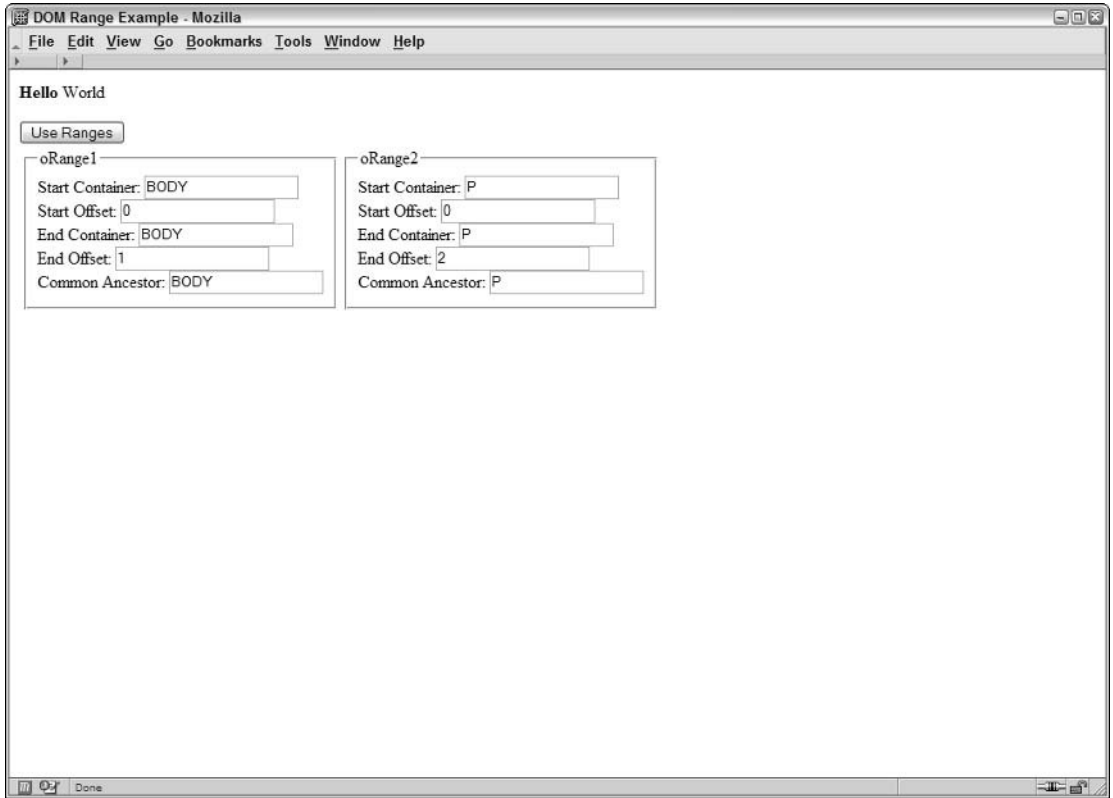 DOM Range Example - Mozilla
File Edit View Go Bookmarks Tools Window Help
Hello World
Use Ranges
oRange1
Start Container: BODY
Start Offset: 0
End Container: BODY
End Offset: 1
Common Ancestor: BODY
oRange2
Start Container: P
Start Offset: 0
End Container: P
End Offset: 2
Common Ancestor: P
Done